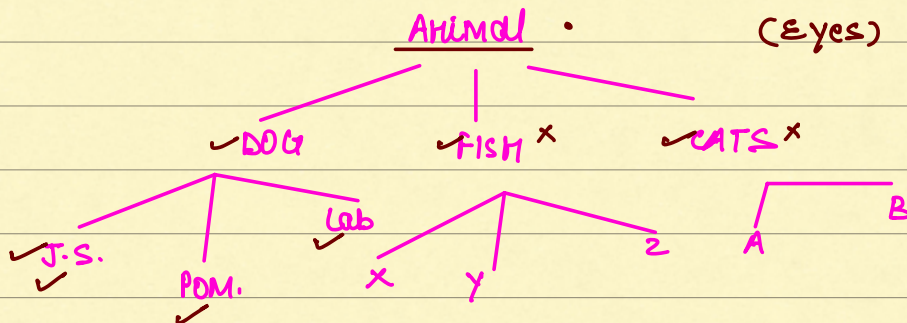 Animal (Eyes)
DOG FISH CATS
J.S. POM. Lab X Y Z A B